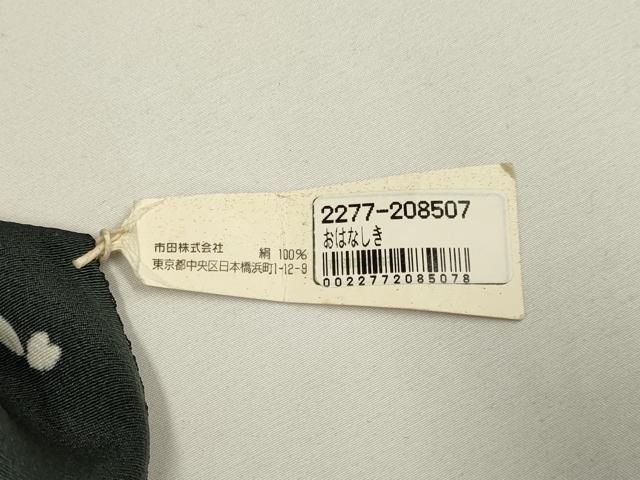 市田株式会社 絹 100%
東京都中央区日本橋浜町1-12-9
2277-208507
おはなしき
0022772085078